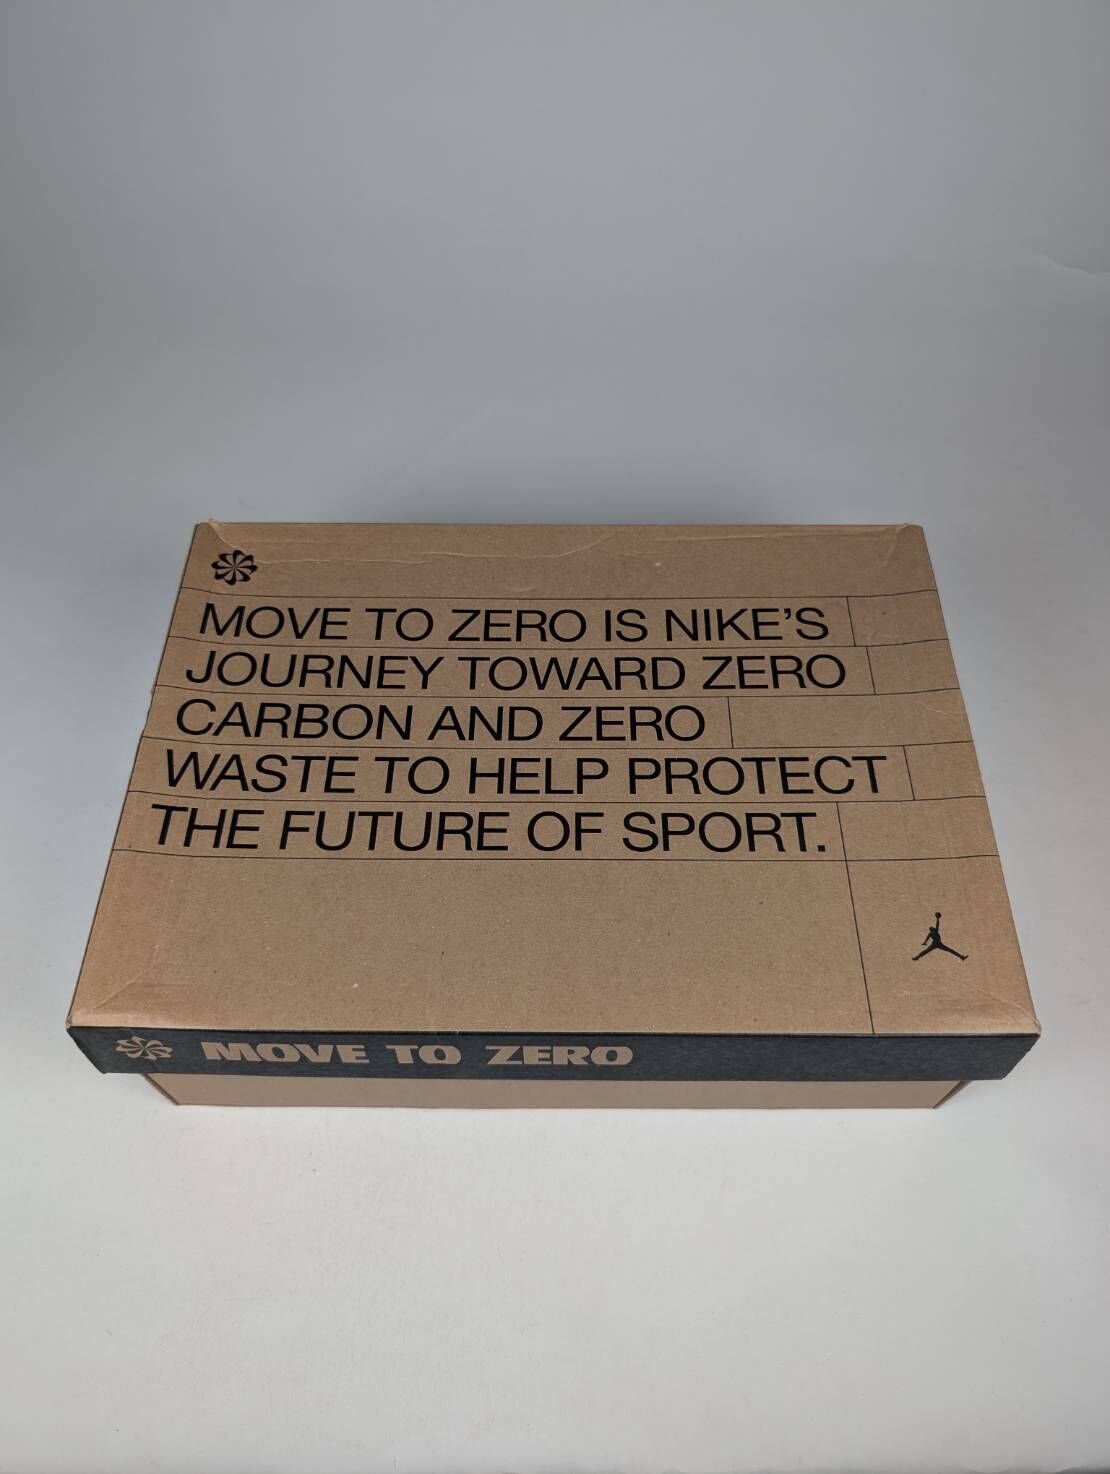 MOVE TO ZERO IS NIKE'S
JOURNEY TOWARD ZERO
CARBON AND ZERO
WASTE TO HELP PROTECT
THE FUTURE OF SPORT.
MOVE TO ZERO